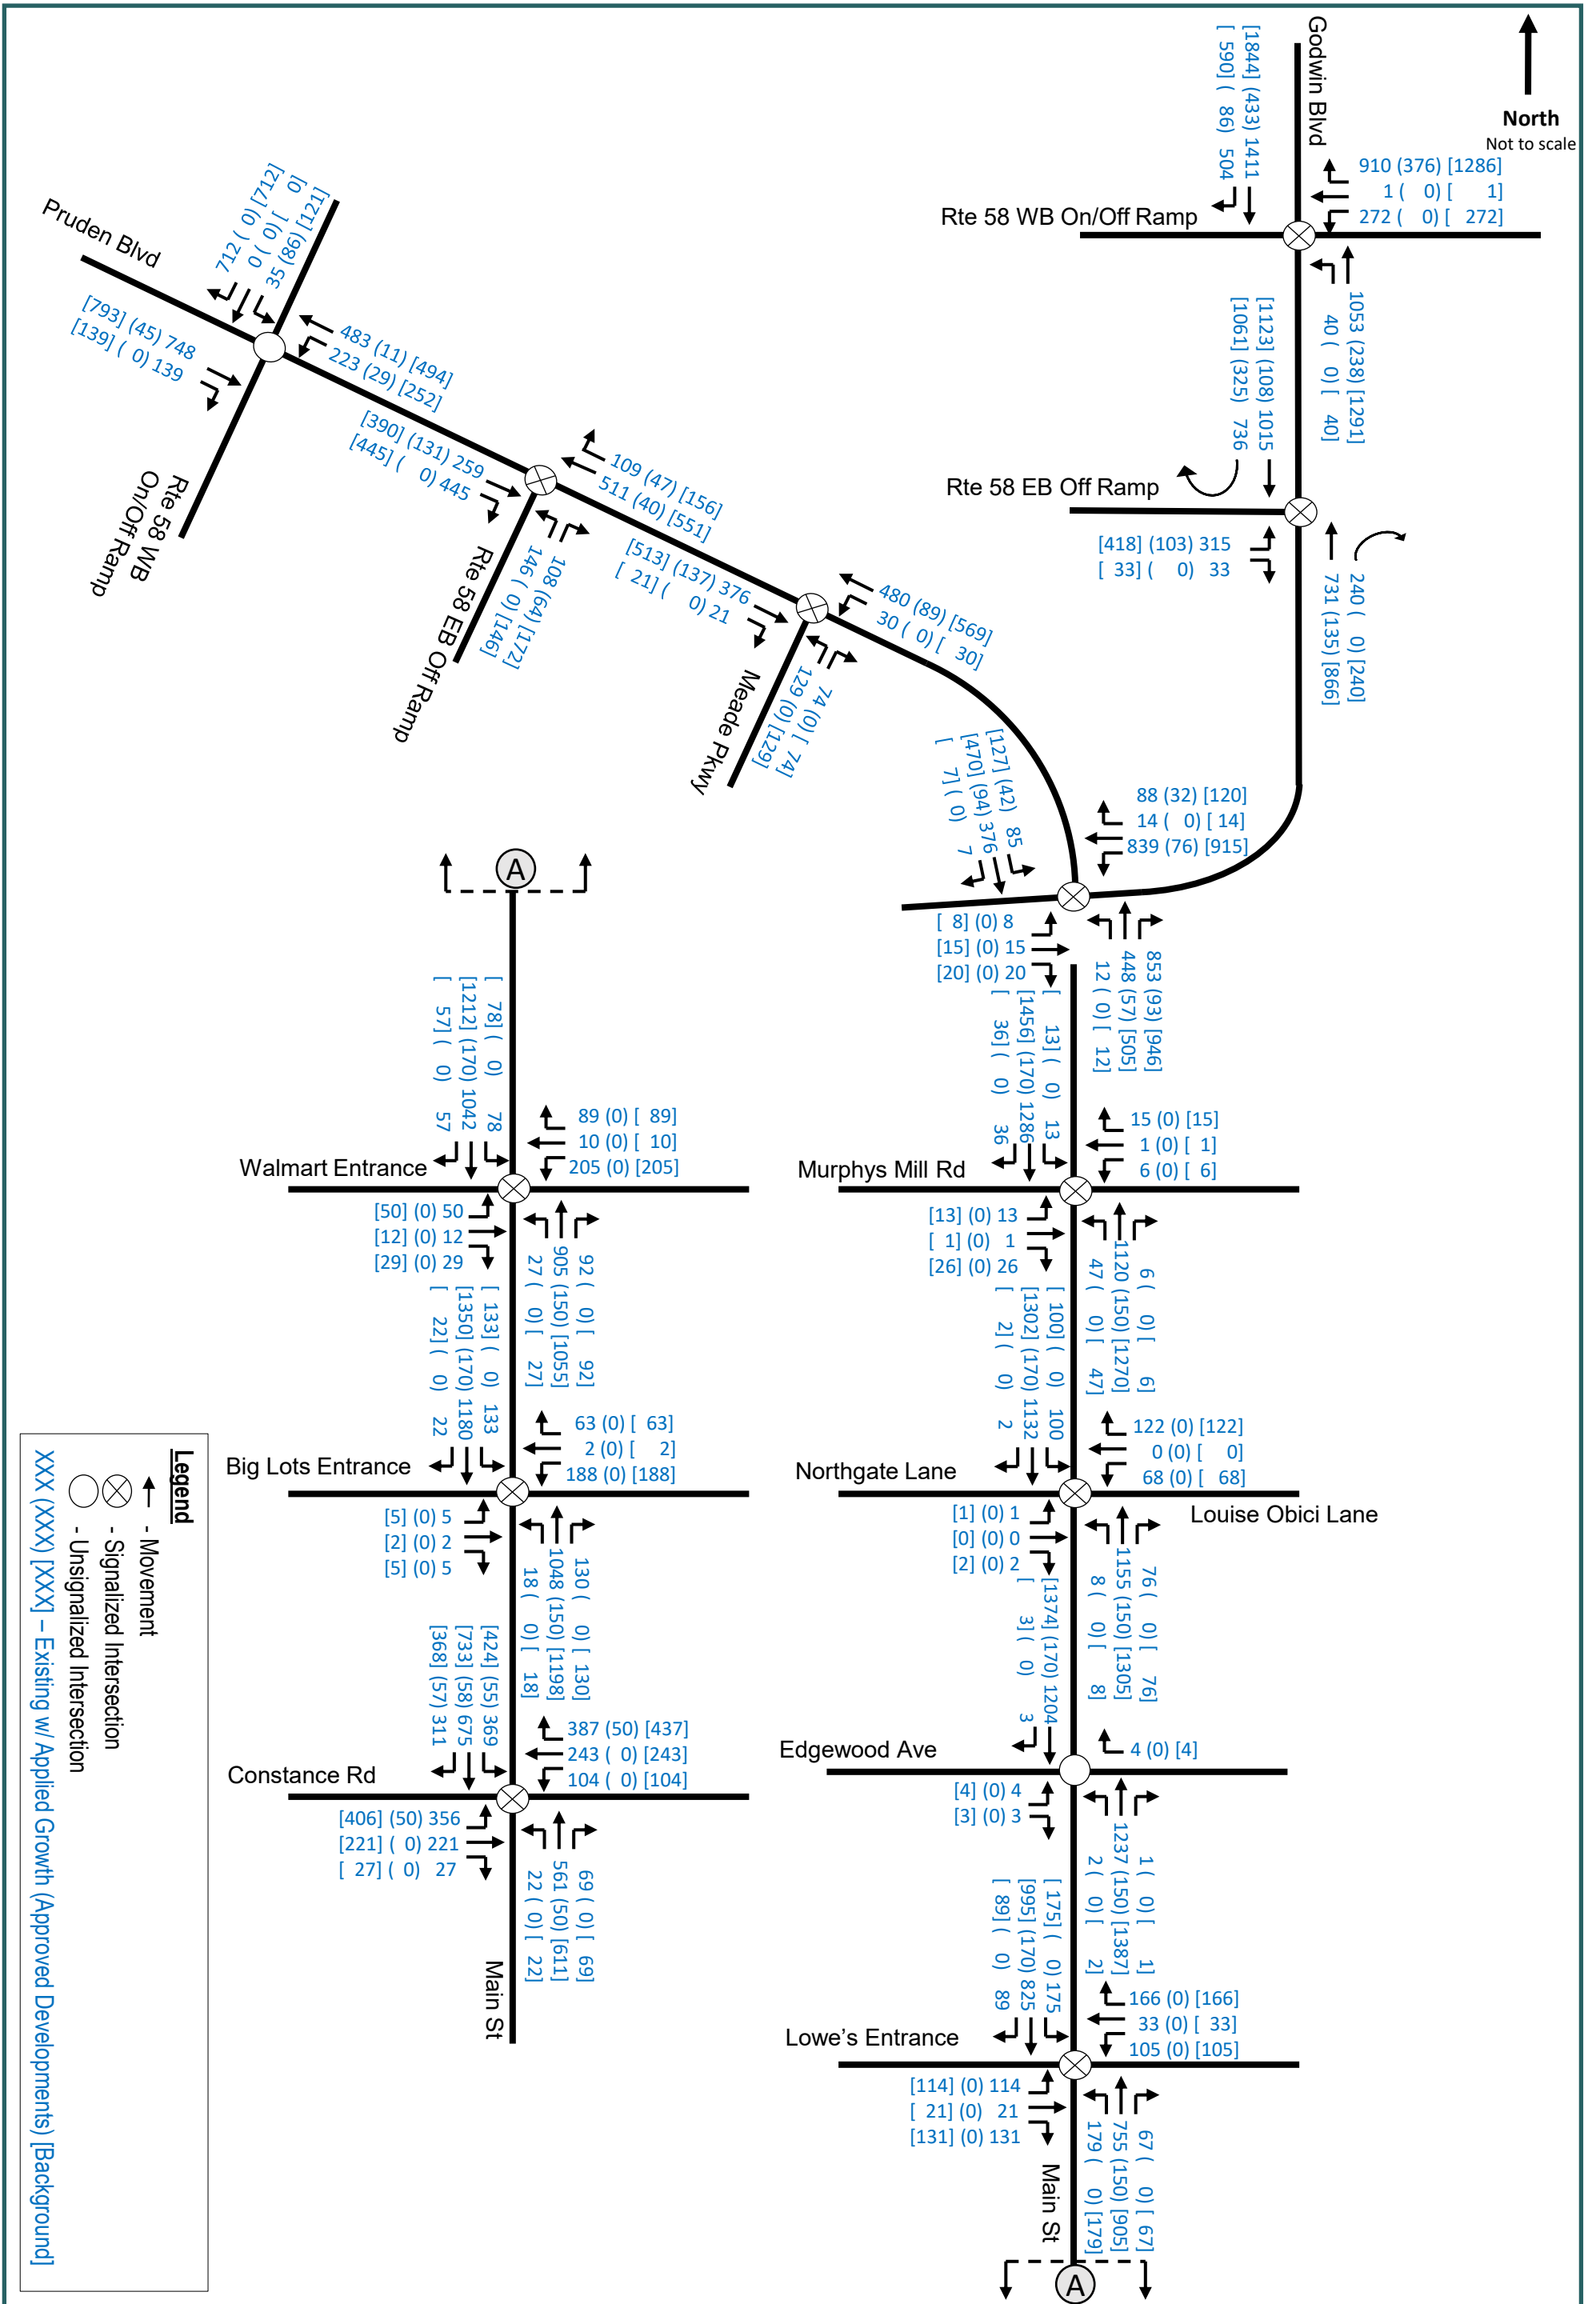 North
Not to scale
Godwin Blvd
[1844] (433) 1411
[ 590] ( 86) 504
910 (376) [1286]
1 ( 0) [ 1]
272 ( 0) [ 272]
Rte 58 WB On/Off Ramp
1053 (238) [1291]
40 ( 0) [ 40]
[1123] (108) 1015
[1061] (325) 736
Rte 58 EB Off Ramp
[418] (103) 315
[ 33] ( 0) 33
240 ( 0) [240]
731 (135) [866]
Pruden Blvd
712 ( 0) [712]
0 ( 0) [ 0]
35 (86) [121]
[793] (45) 748
[139] ( 0) 139
483 (11) [494]
223 (29) [252]
Rte 58 WB
On/Off Ramp
[390] (131) 259
[445] ( 0) 445
109 (47) [156]
511 (40) [551]
108 (64) [172]
146 ( 0) [146]
Rte 58 EB Off Ramp
[513] (137) 376
[ 21] ( 0) 21
480 (89) [569]
30 ( 0) [ 30]
74 (0) [ 74]
129 (0) [129]
Meade Pkwy
[127] (42) 85
[470] (94) 376
[ 7] ( 0) 7
88 (32) [120]
14 ( 0) [ 14]
839 (76) [915]
[ 8] (0) 8
[15] (0) 15
[20] (0) 20
853 (93) [946]
448 (57) [505]
12 ( 0) [ 12]
[ 13] ( 0) 13
[1456] (170) 1286
[ 36] ( 0) 36
15 (0) [15]
1 (0) [ 1]
6 (0) [ 6]
Murphys Mill Rd
[13] (0) 13
[ 1] (0) 1
[26] (0) 26
6 ( 0) [ 6]
1120 (150) [1270]
47 ( 0) [ 47]
[ 100] ( 0) 100
[1302] (170) 1132
[ 2] ( 0) 2
122 (0) [122]
0 (0) [ 0]
68 (0) [ 68]
Northgate Lane
Louise Obici Lane
[1] (0) 1
[0] (0) 0
[2] (0) 2
76 ( 0) [ 76]
1155 (150) [1305]
8 ( 0) [ 8]
[1374] (170) 1204
[ 3] ( 0) 3
4 (0) [4]
Edgewood Ave
[4] (0) 4
[3] (0) 3
1 ( 0) [ 1]
1237 (150) [1387]
2 ( 0) [ 2]
[175] ( 0) 175
[995] (170) 825
[ 89] ( 0) 89
166 (0) [166]
33 (0) [ 33]
105 (0) [105]
Lowe's Entrance
[114] (0) 114
[ 21] (0) 21
[131] (0) 131
67 ( 0) [ 67]
755 (150) [905]
179 ( 0) [179]
Main St
A
A
[ 78] ( 0) 78
[1212] (170) 1042
[ 57] ( 0) 57
89 (0) [ 89]
10 (0) [ 10]
205 (0) [205]
Walmart Entrance
[50] (0) 50
[12] (0) 12
[29] (0) 29
92 ( 0) [ 92]
905 (150) [1055]
27 ( 0) [ 27]
[ 133] ( 0) 133
[1350] (170) 1180
[ 22] ( 0) 22
63 (0) [ 63]
2 (0) [ 2]
188 (0) [188]
Big Lots Entrance
[5] (0) 5
[2] (0) 2
[5] (0) 5
130 ( 0) [ 130]
1048 (150) [1198]
18 ( 0) [ 18]
[424] (55) 369
[733] (58) 675
[368] (57) 311
387 (50) [437]
243 ( 0) [243]
104 ( 0) [104]
Constance Rd
[406] (50) 356
[221] ( 0) 221
[ 27] ( 0) 27
69 ( 0) [ 69]
561 (50) [611]
22 ( 0) [ 22]
Main St
Legend
- Movement
- Signalized Intersection
- Unsignalized Intersection
XXX (XXX) [XXX] – Existing w/ Applied Growth (Approved Developments) [Background]